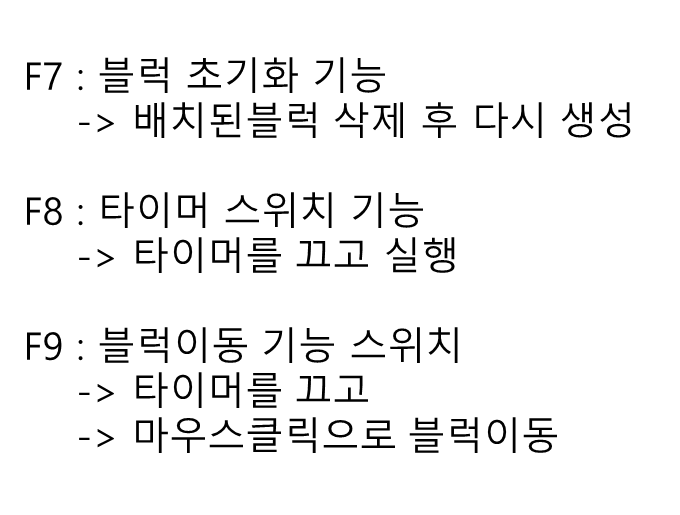 F7 : 블럭 초기화 기능
-> 배치된블럭 삭제 후 다시 생성
F8 : 타이머 스위치 기능
-> 타이머를 끄고 실행
F9 : 블럭이동 기능 스위치
-> 타이머를 끄고
-> 마우스클릭으로 블럭이동